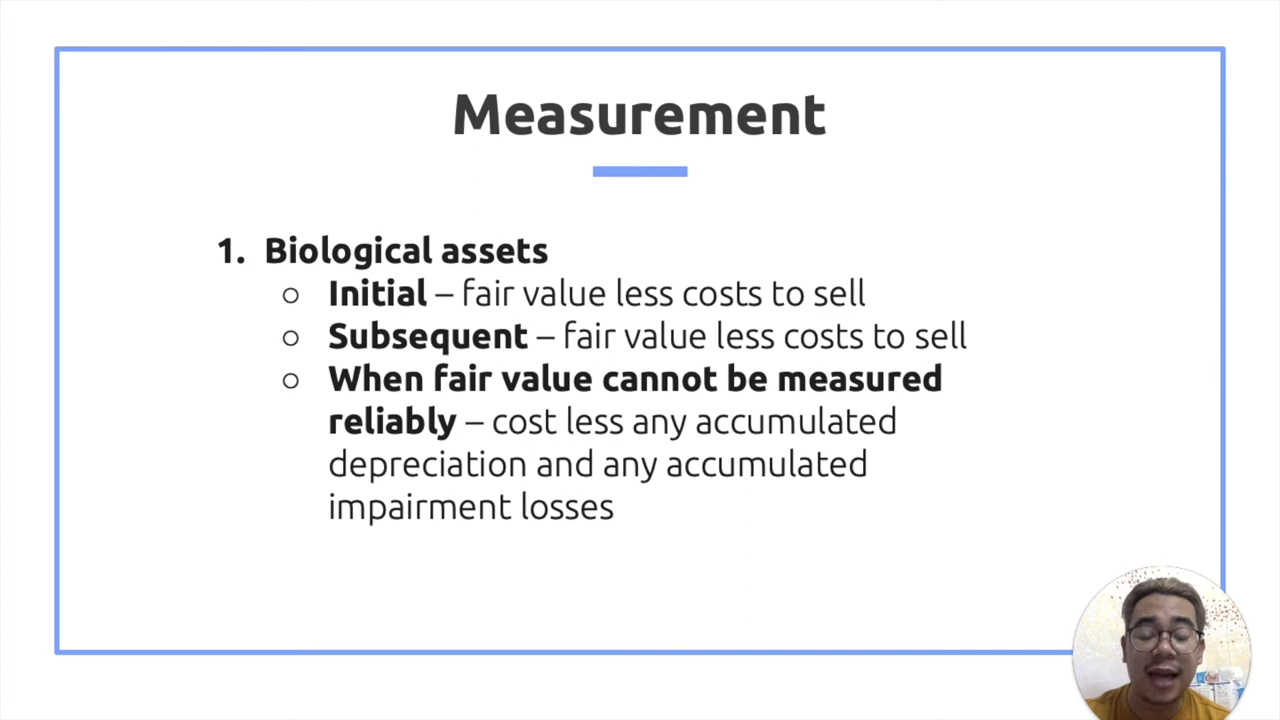 Measurement
1. Biological assets
○ Initial – fair value less costs to sell
○ Subsequent – fair value less costs to sell
○ When fair value cannot be measured
reliably – cost less any accumulated
depreciation and any accumulated
impairment losses